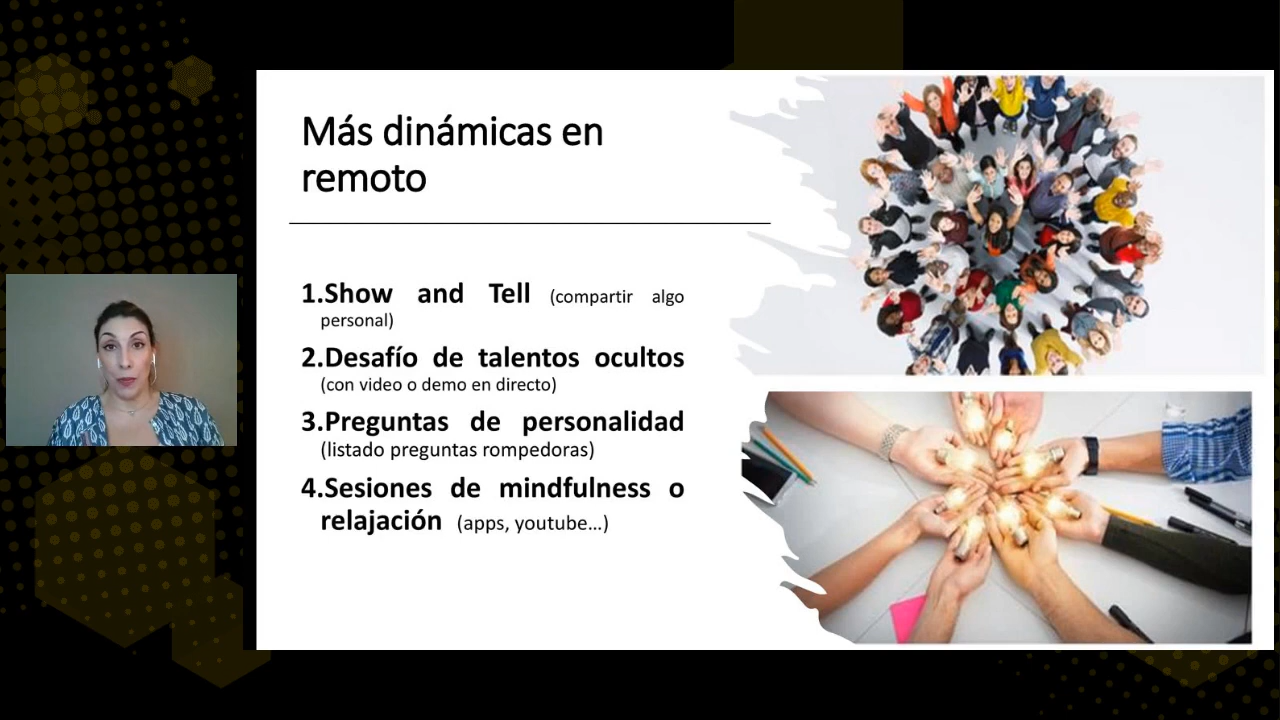 Más dinámicas en
remoto
1.Show and Tell (compartir algo
personal)
2.Desafío de talentos ocultos
(con video o demo en directo)
3.Preguntas de personalidad
(listado preguntas rompedoras)
4.Sesiones de mindfulness o
relajación (apps, youtube...)